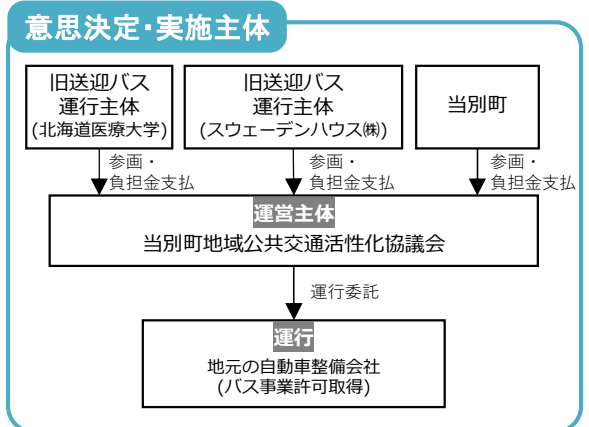 意思決定・実施主体
旧送迎バス
運行主体
(北海道医療大学)
旧送迎バス
運行主体
(スウェーデンハウス㈱)
当別町
参画・
負担金支払
参画・
負担金支払
参画・
負担金支払
運営主体
当別町地域公共交通活性化協議会
運行委託
運行
地元の自動車整備会社
(バス事業許可取得)